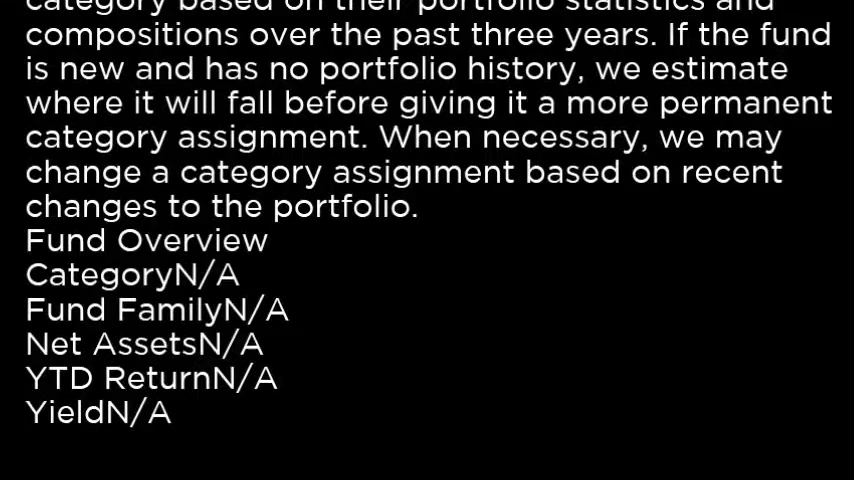 category based on their portfolio statistics and
compositions over the past three years. If the fund
is new and has no portfolio history, we estimate
where it will fall before giving it a more permanent
category assignment. When necessary, we may
change a category assignment based on recent
changes to the portfolio.
Fund Overview
CategoryN/A
Fund FamilyN/A
Net AssetsN/A
YTD ReturnN/A
YieldN/A